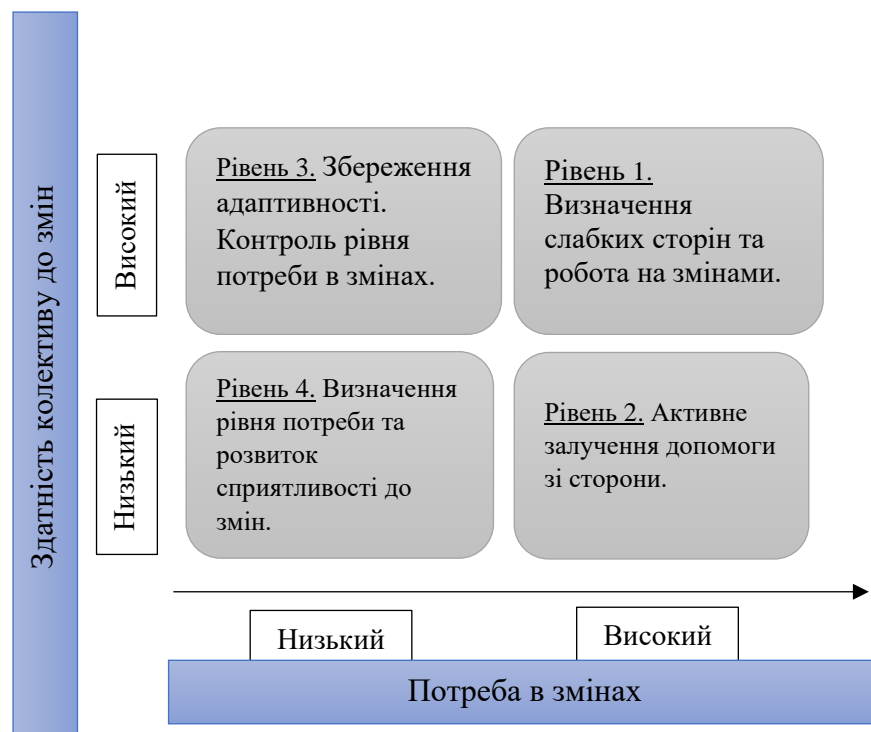 Здатність колективу до змін
Високий
Рівень 3. Збереження
адаптивності.
Контроль рівня
потреби в змінах.
Рівень 1.
Визначення
слабких сторін та
робота на змінами.
Низький
Рівень 4. Визначення
рівня потреби та
розвиток
сприятливості до
змін.
Рівень 2. Активне
залучення допомоги
зі сторони.
Низький
Високий
Потреба в змінах